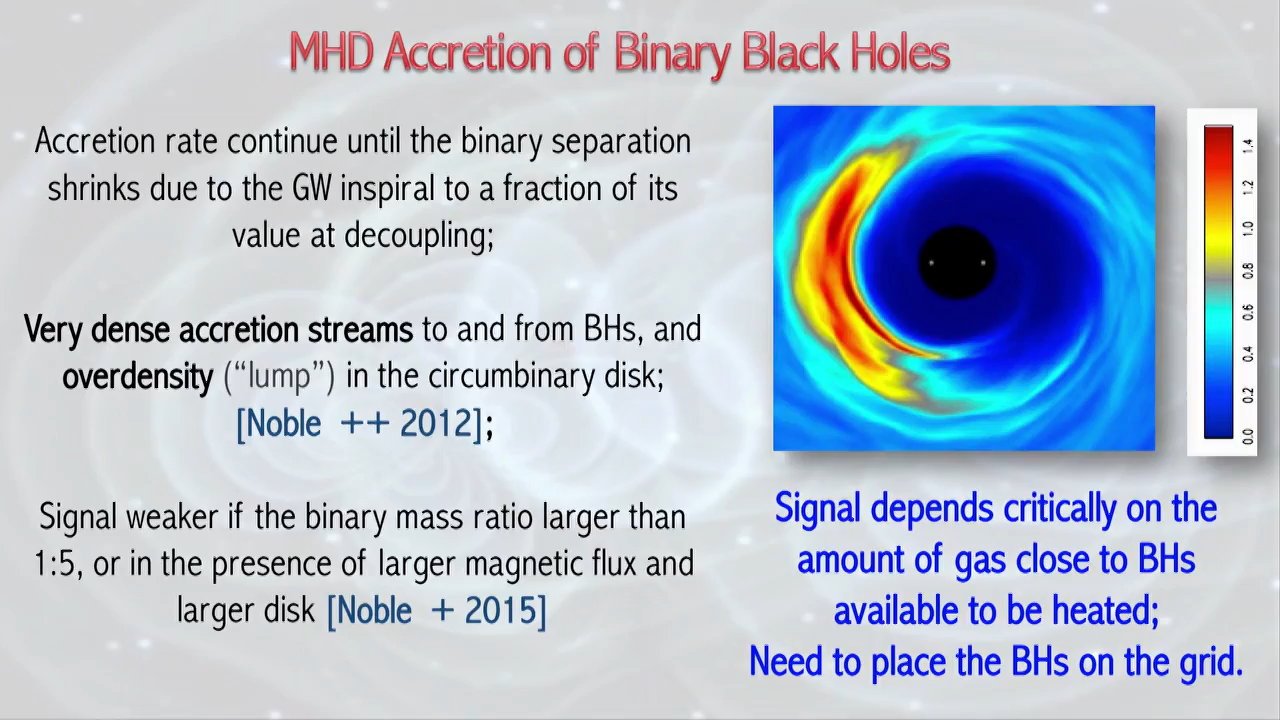 MHD Accretion of Binary Black Holes
Accretion rate continue until the binary separation
shrinks due to the GW inspiral to a fraction of its
value at decoupling;
Very dense accretion streams to and from BHs, and
overdensity (“lump”) in the circumbinary disk;
[Noble ++ 2012];
Signal weaker if the binary mass ratio larger than
1:5, or in the presence of larger magnetic flux and
larger disk [Noble + 2015]
1.4
1.2
1.0
0.8
0.6
0.4
0.2
0.0
Signal depends critically on the
amount of gas close to BHs
available to be heated;
Need to place the BHs on the grid.